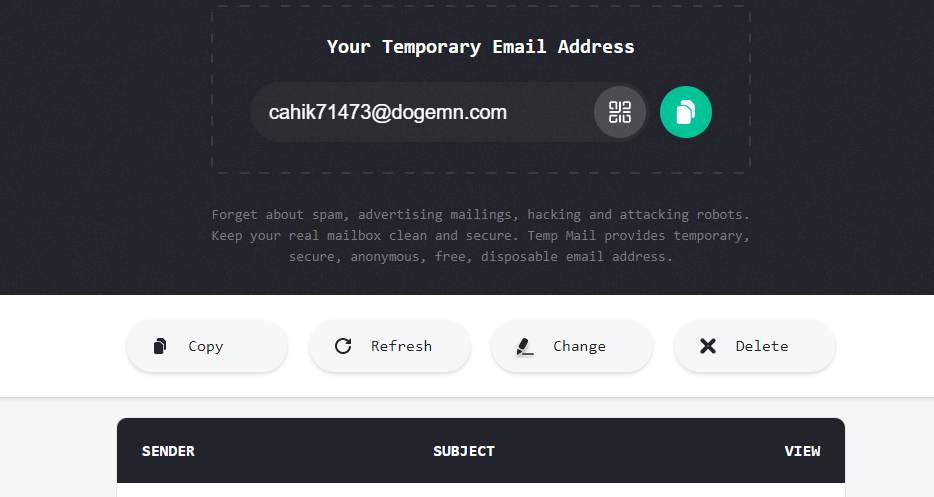 Your Temporary Email Address
cahik71473@dogemn.com
Forget about spam, advertising mailings, hacking and attacking robots.
Keep your real mailbox clean and secure. Temp Mail provides temporary,
secure, anonymous, free, disposable email address.
Copy Refresh Change Delete
SENDER SUBJECT VIEW